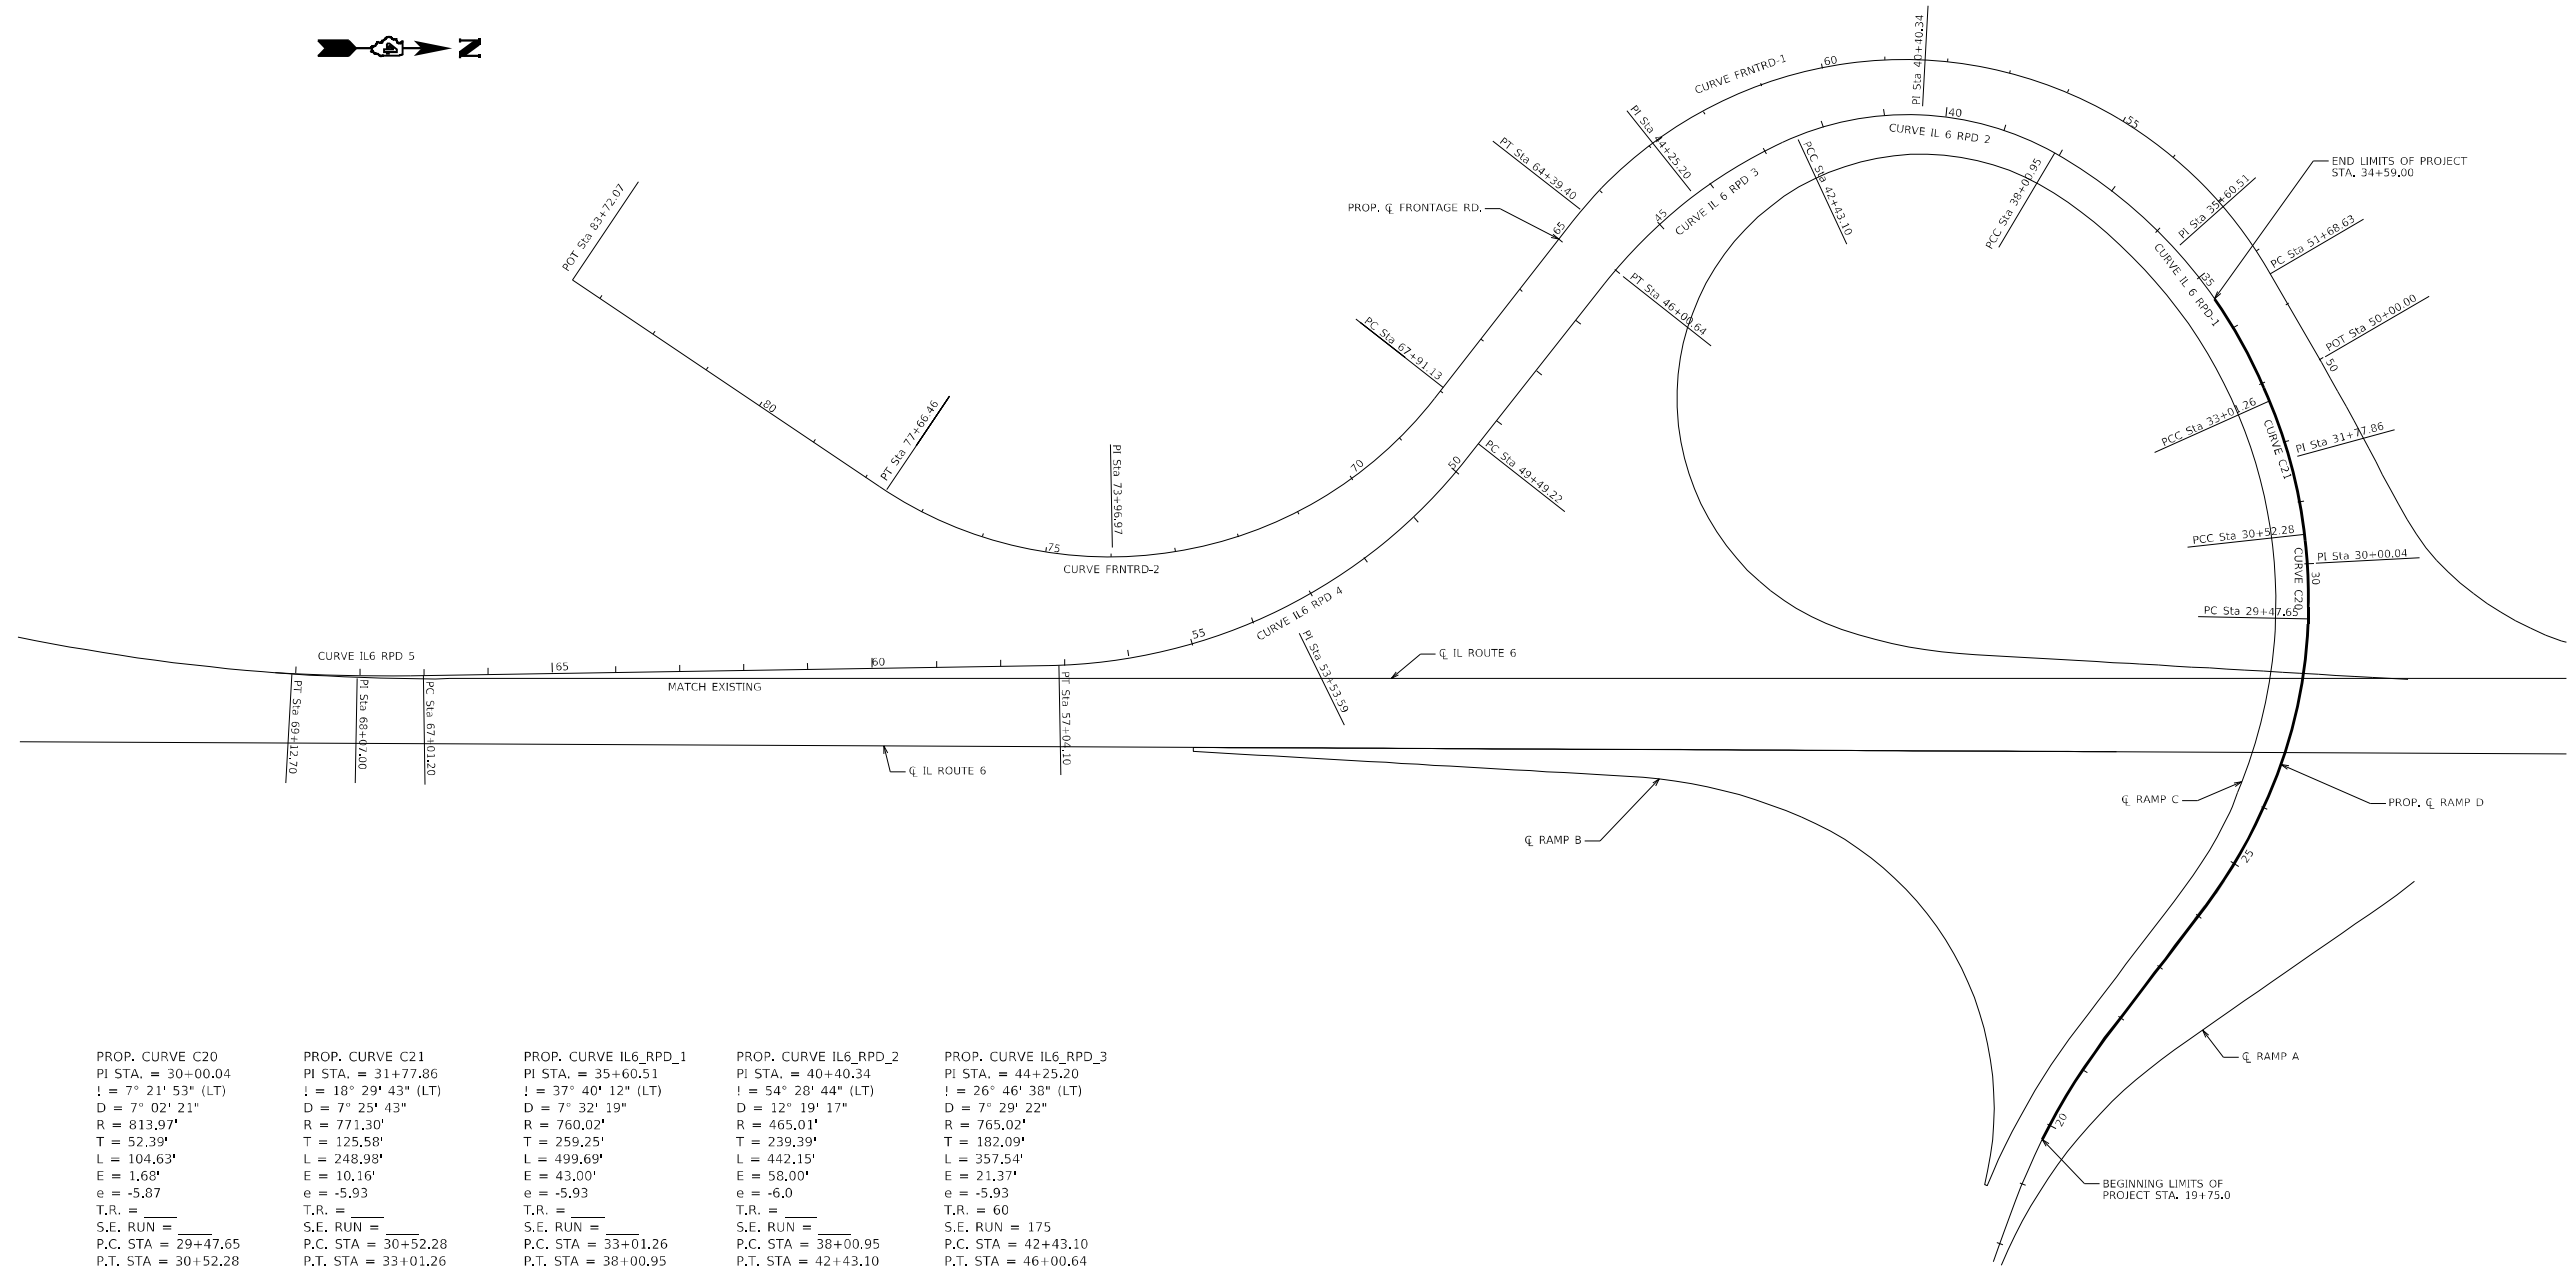 N
PI Sta 40+40.34
CURVE FRNTRD-1
60
55
40
CURVE IL 6 RPD 2
PI Sta 44+25.20
PT Sta 64+39.40
PCC Sta 42+43.10
PCC Sta 38+00.95
END LIMITS OF PROJECT
STA. 34+59.00
PI Sta 35+60.51
PC Sta 51+68.63
POT Sta 50+00.00
50
POT Sta 83+72.07
PROP. ℄ FRONTAGE RD.
65
45
CURVE IL 6 RPD 3
CURVE IL 6 RPD-1
35
PT Sta 46+00.64
PC Sta 67+91.13
PCC Sta 33+01.26
CURVE C21
PI Sta 31+77.86
80
PT Sta 77+66.46
PI Sta 73+96.97
70
50
PC Sta 49+49.22
PCC Sta 30+52.28
PI Sta 30+00.04
30
CURVE C20
PC Sta 29+47.65
75
CURVE FRNTRD-2
CURVE IL6 RPD 4
55
PI Sta 53+53.59
CURVE IL6 RPD 5
65
60
MATCH EXISTING
℄ IL ROUTE 6
PT Sta 69+12.70
PI Sta 68+07.00
PC Sta 67+01.20
PT Sta 57+04.10
℄ IL ROUTE 6
℄ RAMP B
℄ RAMP C
PROP. ℄ RAMP D
25
℄ RAMP A
20
BEGINNING LIMITS OF
PROJECT STA. 19+75.0
PROP. CURVE C20
PI STA. = 30+00.04
! = 7° 21' 53" (LT)
D = 7° 02' 21"
R = 813.97'
T = 52.39'
L = 104.63'
E = 1.68'
e = -5.87
T.R. = ____
S.E. RUN = ____
P.C. STA = 29+47.65
P.T. STA = 30+52.28
PROP. CURVE C21
PI STA. = 31+77.86
! = 18° 29' 43" (LT)
D = 7° 25' 43"
R = 771.30'
T = 125.58'
L = 248.98'
E = 10.16'
e = -5.93
T.R. = ____
S.E. RUN = ____
P.C. STA = 30+52.28
P.T. STA = 33+01.26
PROP. CURVE IL6_RPD_1
PI STA. = 35+60.51
! = 37° 40' 12" (LT)
D = 7° 32' 19"
R = 760.02'
T = 259.25'
L = 499.69'
E = 43.00'
e = -5.93
T.R. = ____
S.E. RUN = ____
P.C. STA = 33+01.26
P.T. STA = 38+00.95
PROP. CURVE IL6_RPD_2
PI STA. = 40+40.34
! = 54° 28' 44" (LT)
D = 12° 19' 17"
R = 465.01'
T = 239.39'
L = 442.15'
E = 58.00'
e = -6.0
T.R. = ____
S.E. RUN = ____
P.C. STA = 38+00.95
P.T. STA = 42+43.10
PROP. CURVE IL6_RPD_3
PI STA. = 44+25.20
! = 26° 46' 38" (LT)
D = 7° 29' 22"
R = 765.02'
T = 182.09'
L = 357.54'
E = 21.37'
e = -5.93
T.R. = 60
S.E. RUN = 175
P.C. STA = 42+43.10
P.T. STA = 46+00.64